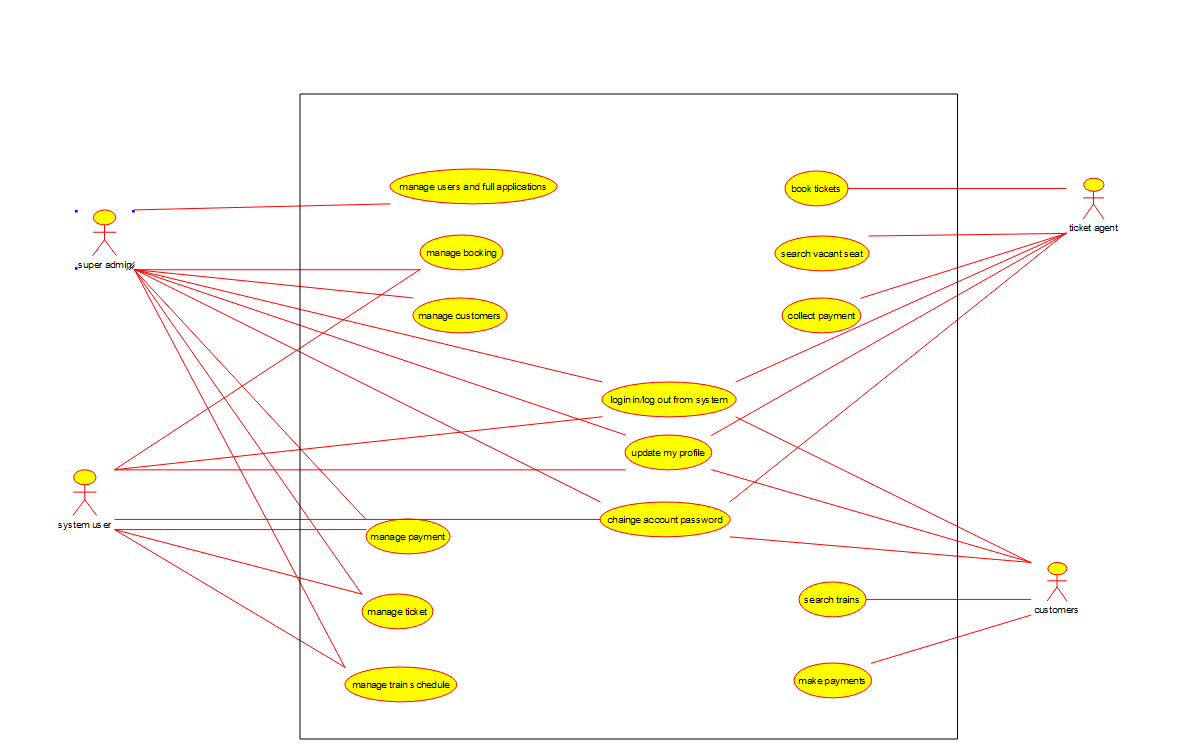 manage users and full applications
book tickets
ticket agent
manage booking
search vacant seat
super admin
manage customers
collect payment
login in/log out from system
update my profile
chainge account password
system user
manage payment
search trains
customers
manage ticket
make payments
manage train schedule